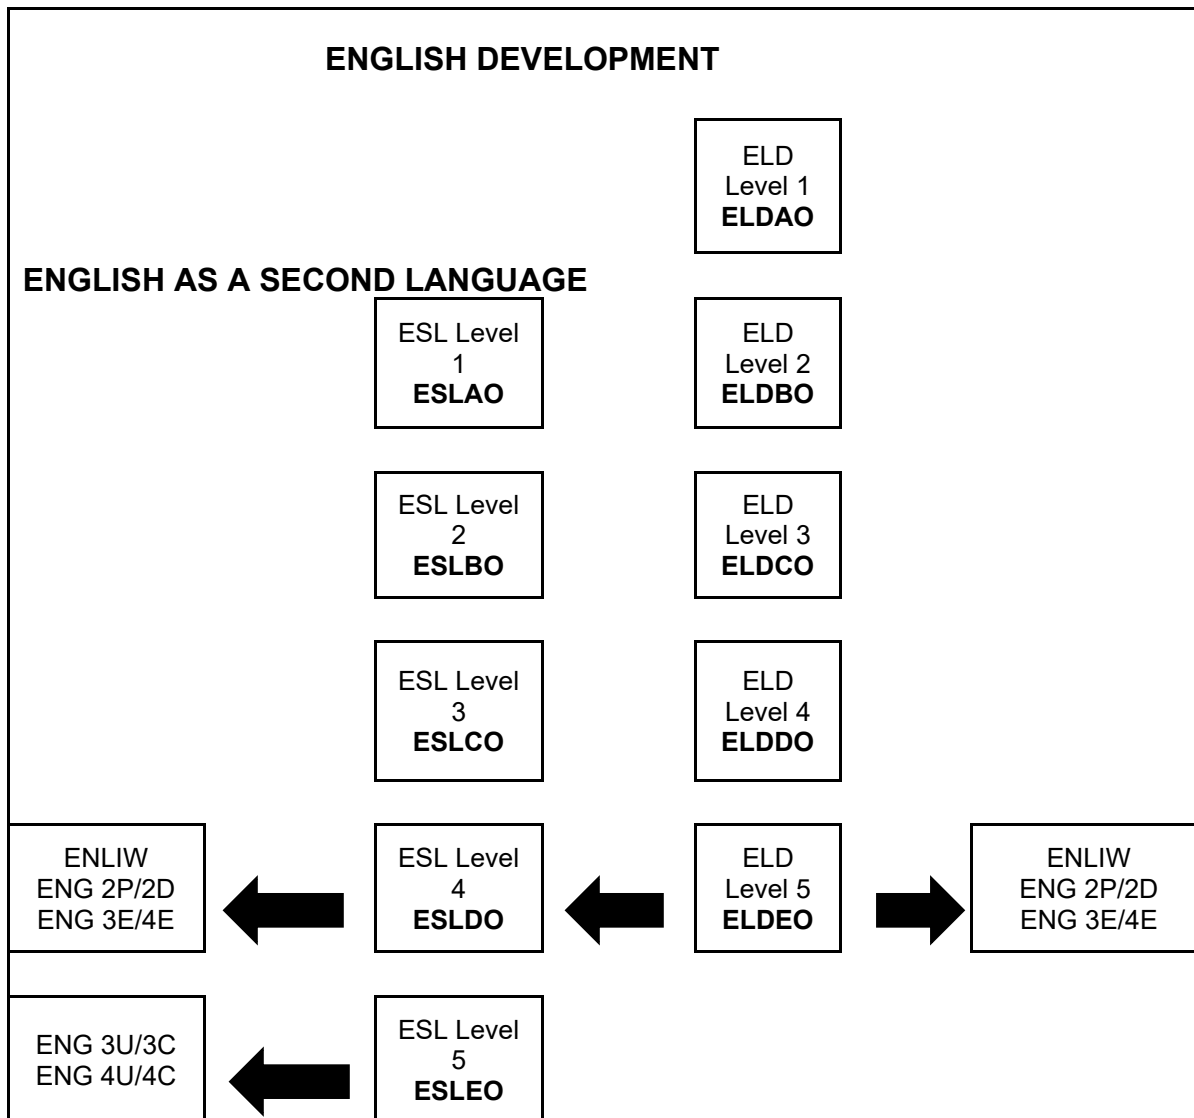 ENGLISH DEVELOPMENT
ELD
Level 1
ELDAO
ENGLISH AS A SECOND LANGUAGE
ESL Level
1
ESLAO
ELD
Level 2
ELDBO
ESL Level
2
ESLBO
ELD
Level 3
ELDCO
ESL Level
3
ESLCO
ELD
Level 4
ELDDO
ENLIW
ENG 2P/2D
ENG 3E/4E
ESL Level
4
ESLDO
ELD
Level 5
ELDEO
ENLIW
ENG 2P/2D
ENG 3E/4E
ENG 3U/3C
ENG 4U/4C
ESL Level
5
ESLEO